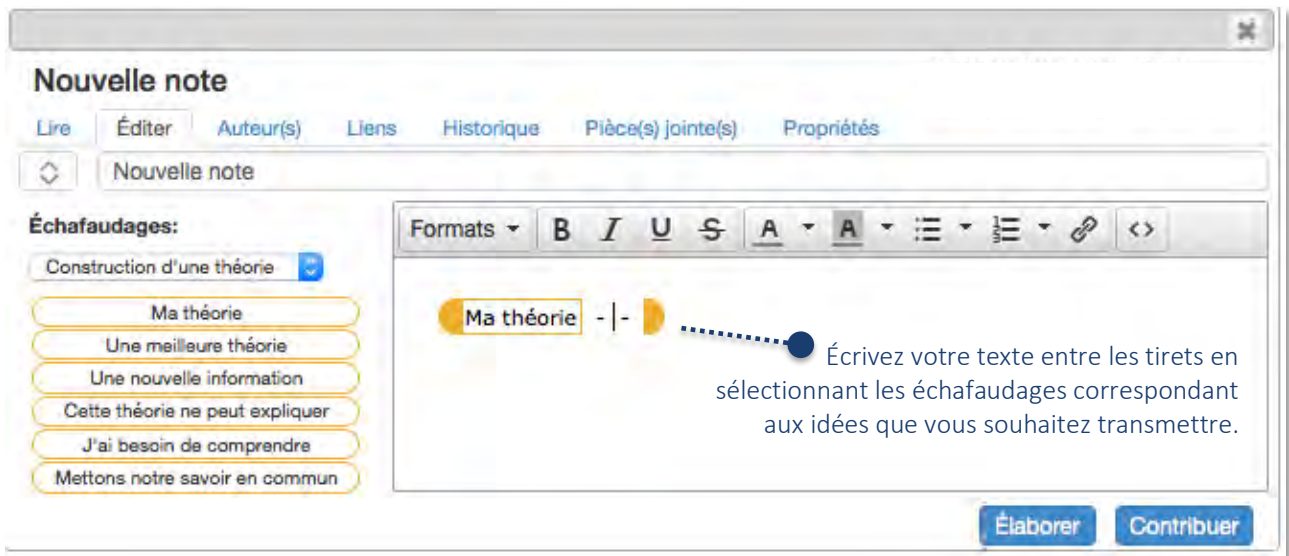 Nouvelle note
Lire Éditer Auteur(s) Liens Historique Pièce(s) jointe(s) Propriétés
Nouvelle note
Échafaudages:
Construction d'une théorie
Ma théorie
Une meilleure théorie
Une nouvelle information
Cette théorie ne peut expliquer
J'ai besoin de comprendre
Mettons notre savoir en commun
Formats B I U S A A
Ma théorie - -
Écrivez votre texte entre les tirets en
sélectionnant les échafaudages correspondant
aux idées que vous souhaitez transmettre.
Élaborer Contribuer